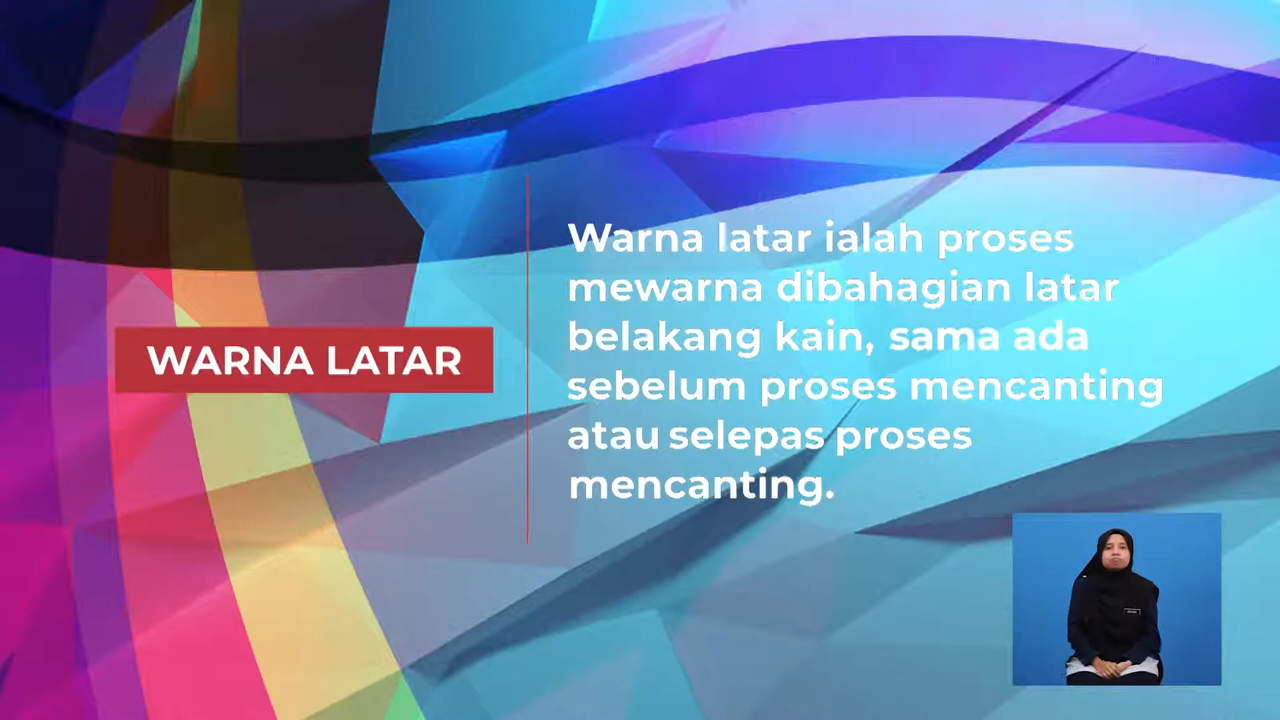 WARNA LATAR
Warna latar ialah proses
mewarna dibahagian latar
belakang kain, sama ada
sebelum proses mencanting
atau selepas proses
mencanting.